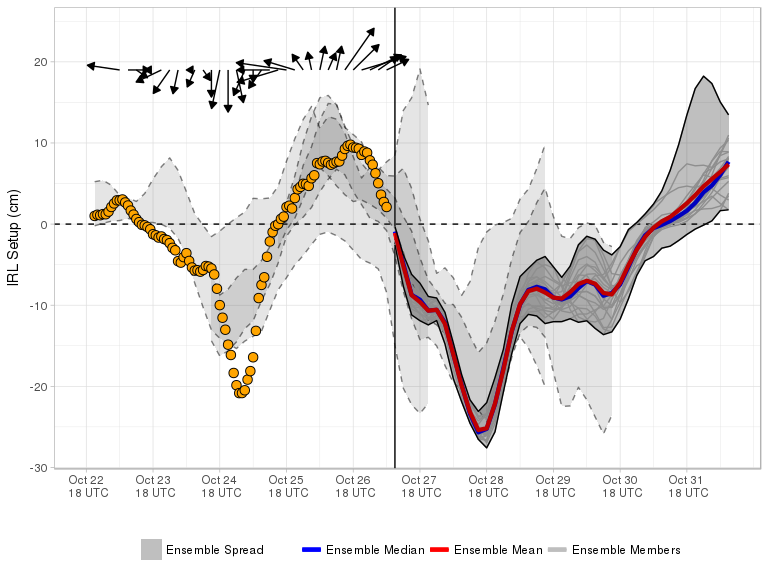 IRL Setup (cm)
20
10
0
-10
-20
-30
Oct 22 Oct 23 Oct 24 Oct 25 Oct 26 Oct 27 Oct 28 Oct 29 Oct 30 Oct 31
18 UTC 18 UTC 18 UTC 18 UTC 18 UTC 18 UTC 18 UTC 18 UTC 18 UTC 18 UTC
Ensemble Spread Ensemble Median Ensemble Mean Ensemble Members